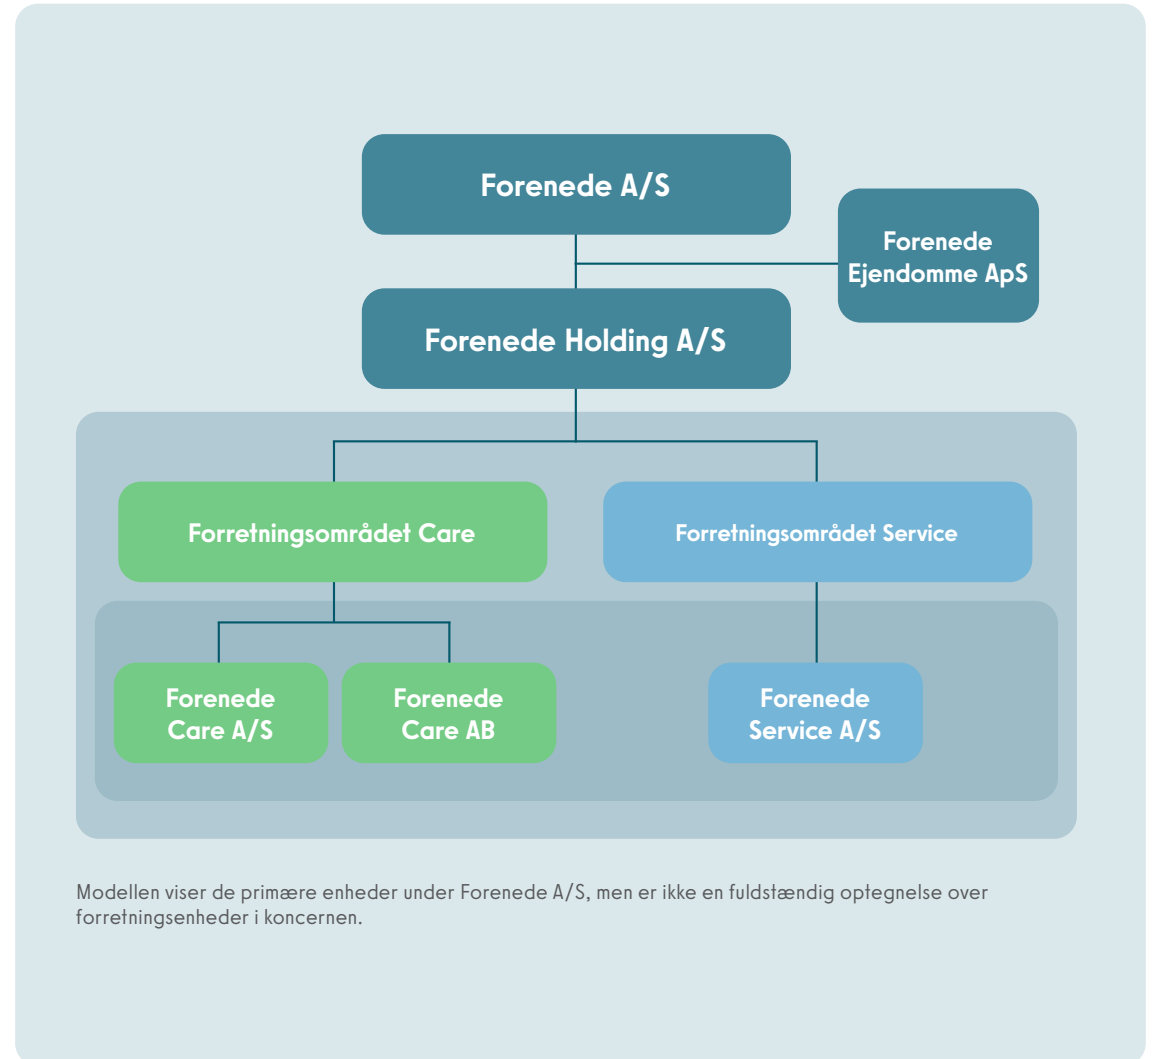 Forenede A/S
Forenede
Ejendomme ApS
Forenede Holding A/S
Forretningsområdet Care
Forretningsområdet Service
Forenede
Care A/S
Forenede
Care AB
Forenede
Service A/S
Modellen viser de primære enheder under Forenede A/S, men er ikke en fuldstændig optegnelse over
forretningsenheder i koncernen.